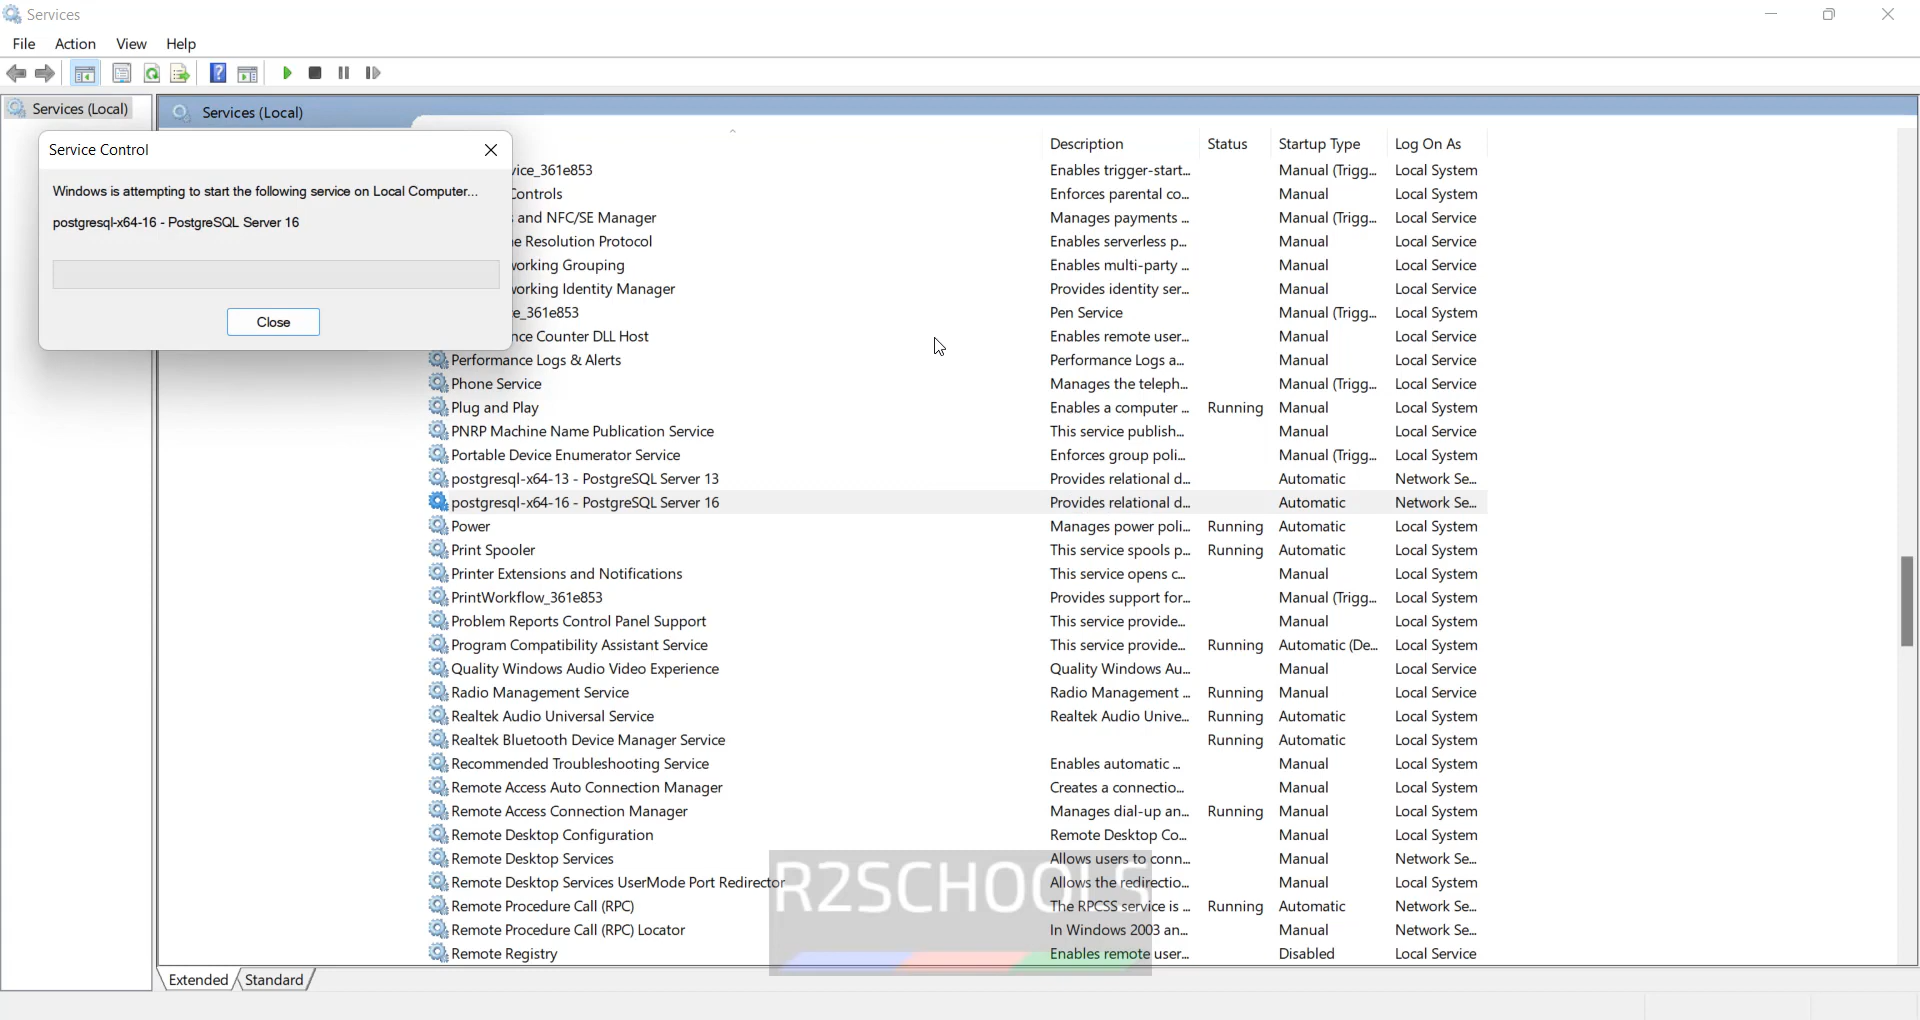 Services
File Action View Help
Services (Local)
Services (Local)
Service Control
Windows is attempting to start the following service on Local Computer...
postgresql-x64-16 - PostgreSQL Server 16
Close
Description Status Startup Type Log On As
vice_361e853 Enables trigger-start... Manual (Trigg... Local System
Controls Enforces parental co... Manual Local System
s and NFC/SE Manager Manages payments ... Manual (Trigg... Local Service
e Resolution Protocol Enables serverless p... Manual Local Service
working Grouping Enables multi-party ... Manual Local Service
working Identity Manager Provides identity ser... Manual Local Service
e_361e853 Pen Service Manual (Trigg... Local System
nce Counter DLL Host Enables remote user... Manual Local Service
Performance Logs & Alerts Performance Logs a... Manual Local Service
Phone Service Manages the teleph... Manual (Trigg... Local Service
Plug and Play Enables a computer ... Running Manual Local System
PNRP Machine Name Publication Service This service publish... Manual Local Service
Portable Device Enumerator Service Enforces group poli... Manual (Trigg... Local System
postgresql-x64-13 - PostgreSQL Server 13 Provides relational d... Automatic Network Se...
postgresql-x64-16 - PostgreSQL Server 16 Provides relational d... Automatic Network Se...
Power Manages power poli... Running Automatic Local System
Print Spooler This service spools p... Running Automatic Local System
Printer Extensions and Notifications This service opens c... Manual Local System
PrintWorkflow_361e853 Provides support for... Manual (Trigg... Local System
Problem Reports Control Panel Support This service provide... Manual Local System
Program Compatibility Assistant Service This service provide... Running Automatic (De... Local System
Quality Windows Audio Video Experience Quality Windows Au... Manual Local Service
Radio Management Service Radio Management ... Running Manual Local Service
Realtek Audio Universal Service Realtek Audio Unive... Running Automatic Local System
Realtek Bluetooth Device Manager Service Running Automatic Local System
Recommended Troubleshooting Service Enables automatic ... Manual Local System
Remote Access Auto Connection Manager Creates a connectio... Manual Local System
Remote Access Connection Manager Manages dial-up an... Running Manual Local System
Remote Desktop Configuration Remote Desktop Co... Manual Local System
Remote Desktop Services Allows users to conn... Manual Network Se...
Remote Desktop Services UserMode Port Redirector Allows the redirectio... Manual Local System
R2SCHOOLS
Remote Procedure Call (RPC) The RPCSS service is ... Running Automatic Network Se...
Remote Procedure Call (RPC) Locator In Windows 2003 an... Manual Network Se...
Remote Registry Enables remote user... Disabled Local Service
Extended Standard